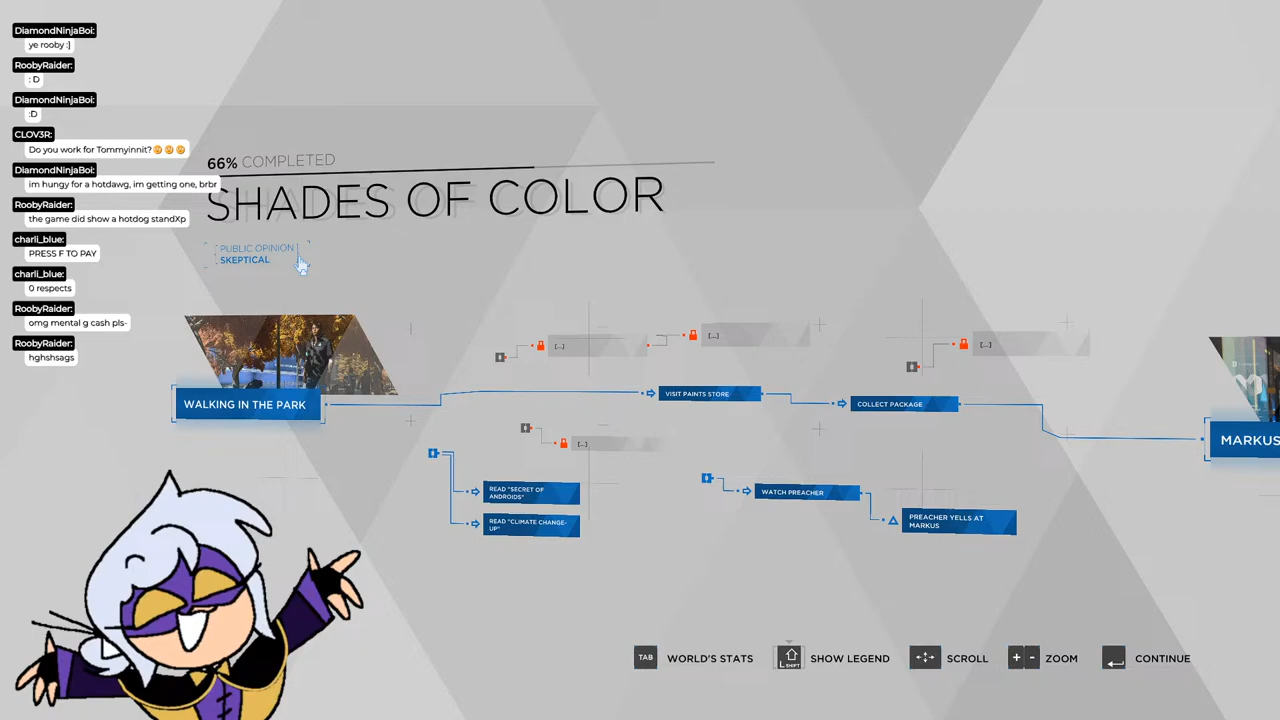 DiamondNinjaBoi:
ye rooby :]
RoobyRaider:
: D
DiamondNinjaBoi:
:D
CLOV3R:
Do you work for Tommyinnit?
DiamondNinjaBoi:
im hungy for a hotdawg, im getting one, brbr
RoobyRaider:
the game did show a hotdog standXp
charli_blue:
PRESS F TO PAY
charli_blue:
0 respects
RoobyRaider:
omg mental g cash pls-
RoobyRaider:
hghshsags
66% COMPLETED
SHADES OF COLOR
PUBLIC OPINION
SKEPTICAL
[...]
[...]
[...]
WALKING IN THE PARK
VISIT PAINTS STORE
COLLECT PACKAGE
MARKUS
[...]
READ "SECRET OF
ANDROIDS"
READ "CLIMATE CHANGE-
UP"
WATCH PREACHER
PREACHER YELLS AT
MARKUS
TAB WORLD'S STATS
L SHIFT SHOW LEGEND
SCROLL
+ - ZOOM
CONTINUE